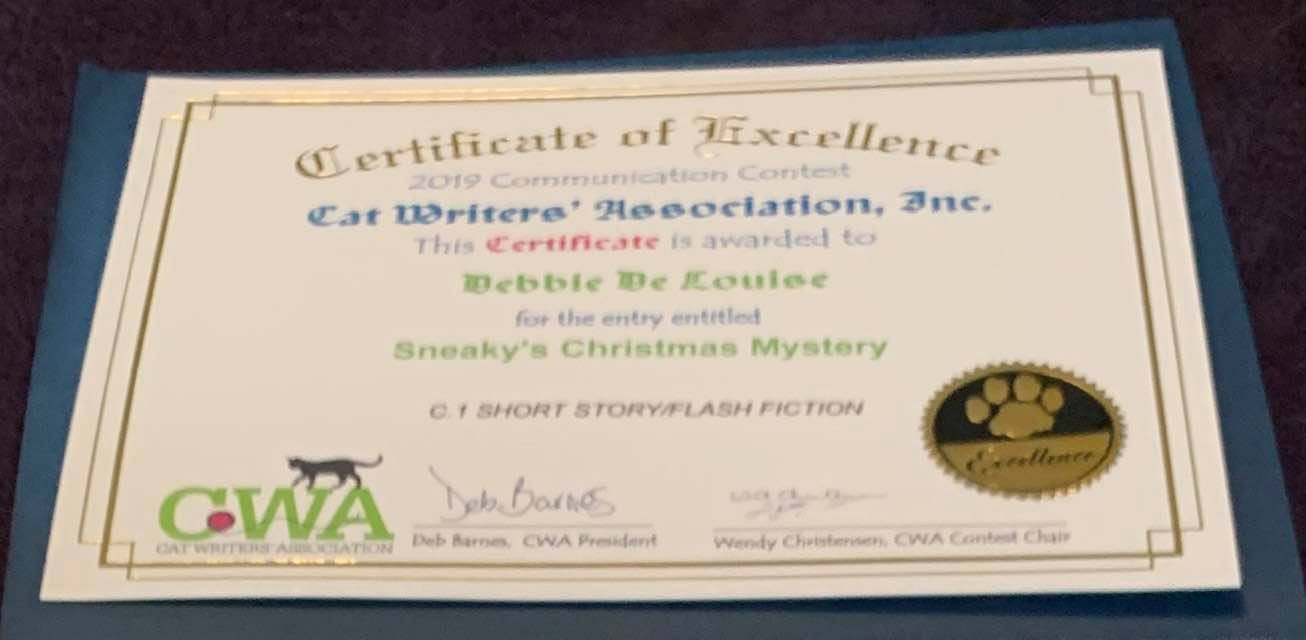 Certificate of Excellence
2019 Communication Contest
Cat Writers' Association, Inc.
This Certificate is awarded to
Debbie De Louise
for the entry entitled
Sneaky's Christmas Mystery
C.1 SHORT STORY/FLASH FICTION
Excellence
CWA
CAT WRITERS' ASSOCIATION
Deb Barnes
Deb Barnes, CWA President
Wendy Christensen, CWA Contest Chair